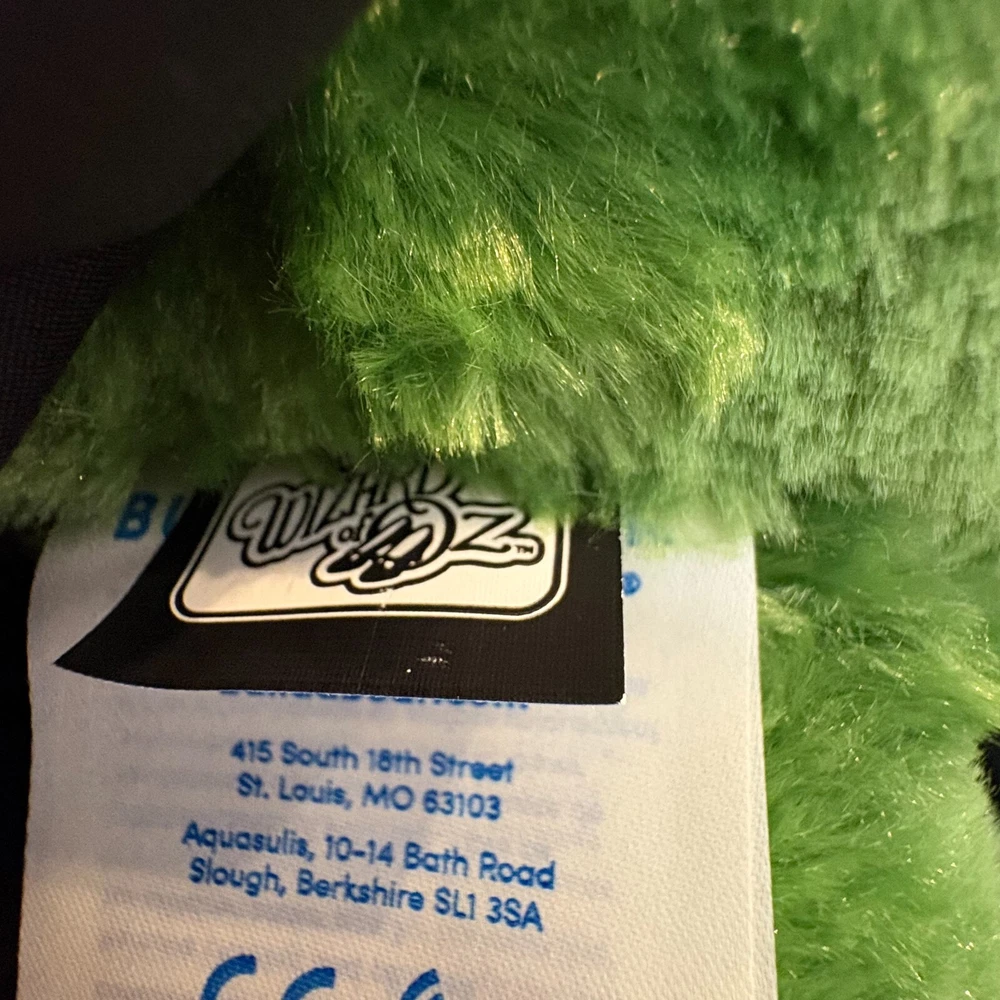 WIZARD
of OZ™
®
415 South 18th Street
St. Louis, MO 63103
Aquasulis, 10-14 Bath Road
Slough, Berkshire SL1 3SA